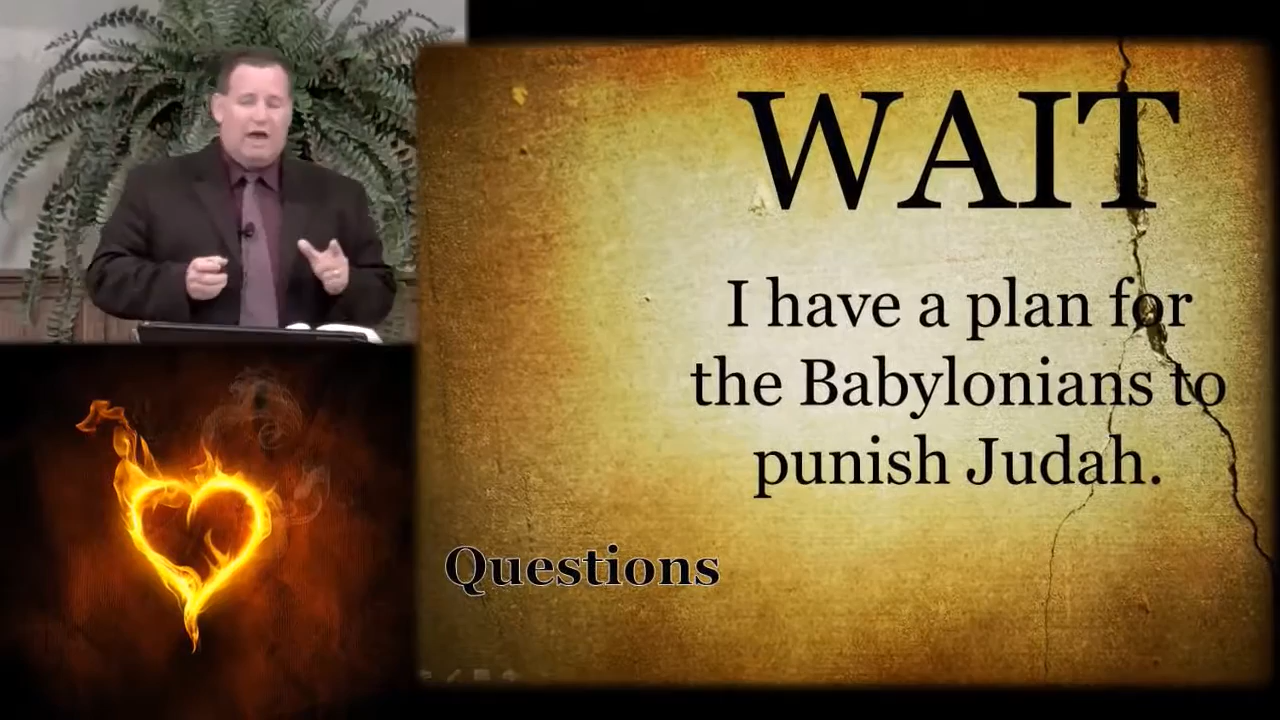 WAIT
I have a plan for
the Babylonians to
punish Judah.
Questions